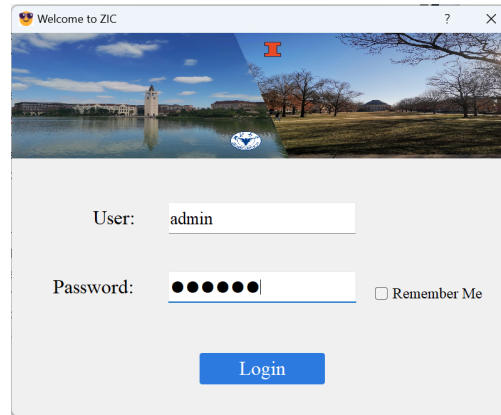 Welcome to ZIC
I
User:
admin
Password:
●●●●●●
Remember Me
Login